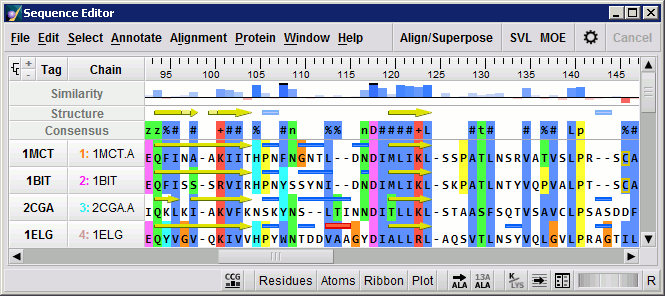 Sequence Editor
File Edit Select Annotate Alignment Protein Window Help Align/Superpose SVL MOE Cancel
+ - Tag Chain 95 100 105 110 115 120 125 130 135 140 145
Similarity
Structure
Consensus zz%# # +## % #n %% nD####+L #t# # #% Lp %#
1MCT 1: 1MCT.A EQFINA-AKIITHPNFNGNTL--DNDIMLIKL-SSPATLNSRVATVSLPR--SCA
1BIT 2: 1BIT EQFISS-SRVIRHPNYSSYNI--DNDIMLIKL-SKPATLNTYVQPVALPT--SCA
2CGA 3: 2CGA.A IQKLKI-AKVFKNSKYNS--LTINNDITLLKL-STAASFSQTVSAVCLPSASDDF
1ELG 4: 1ELG EQYVGV-QKIVVHPYWNTDDVAAGYDIALLRL-AQSVTLNSYVQLGVLPRAGTIL
CCG Residues Atoms Ribbon Plot ALA 13A ALA K/LYS R